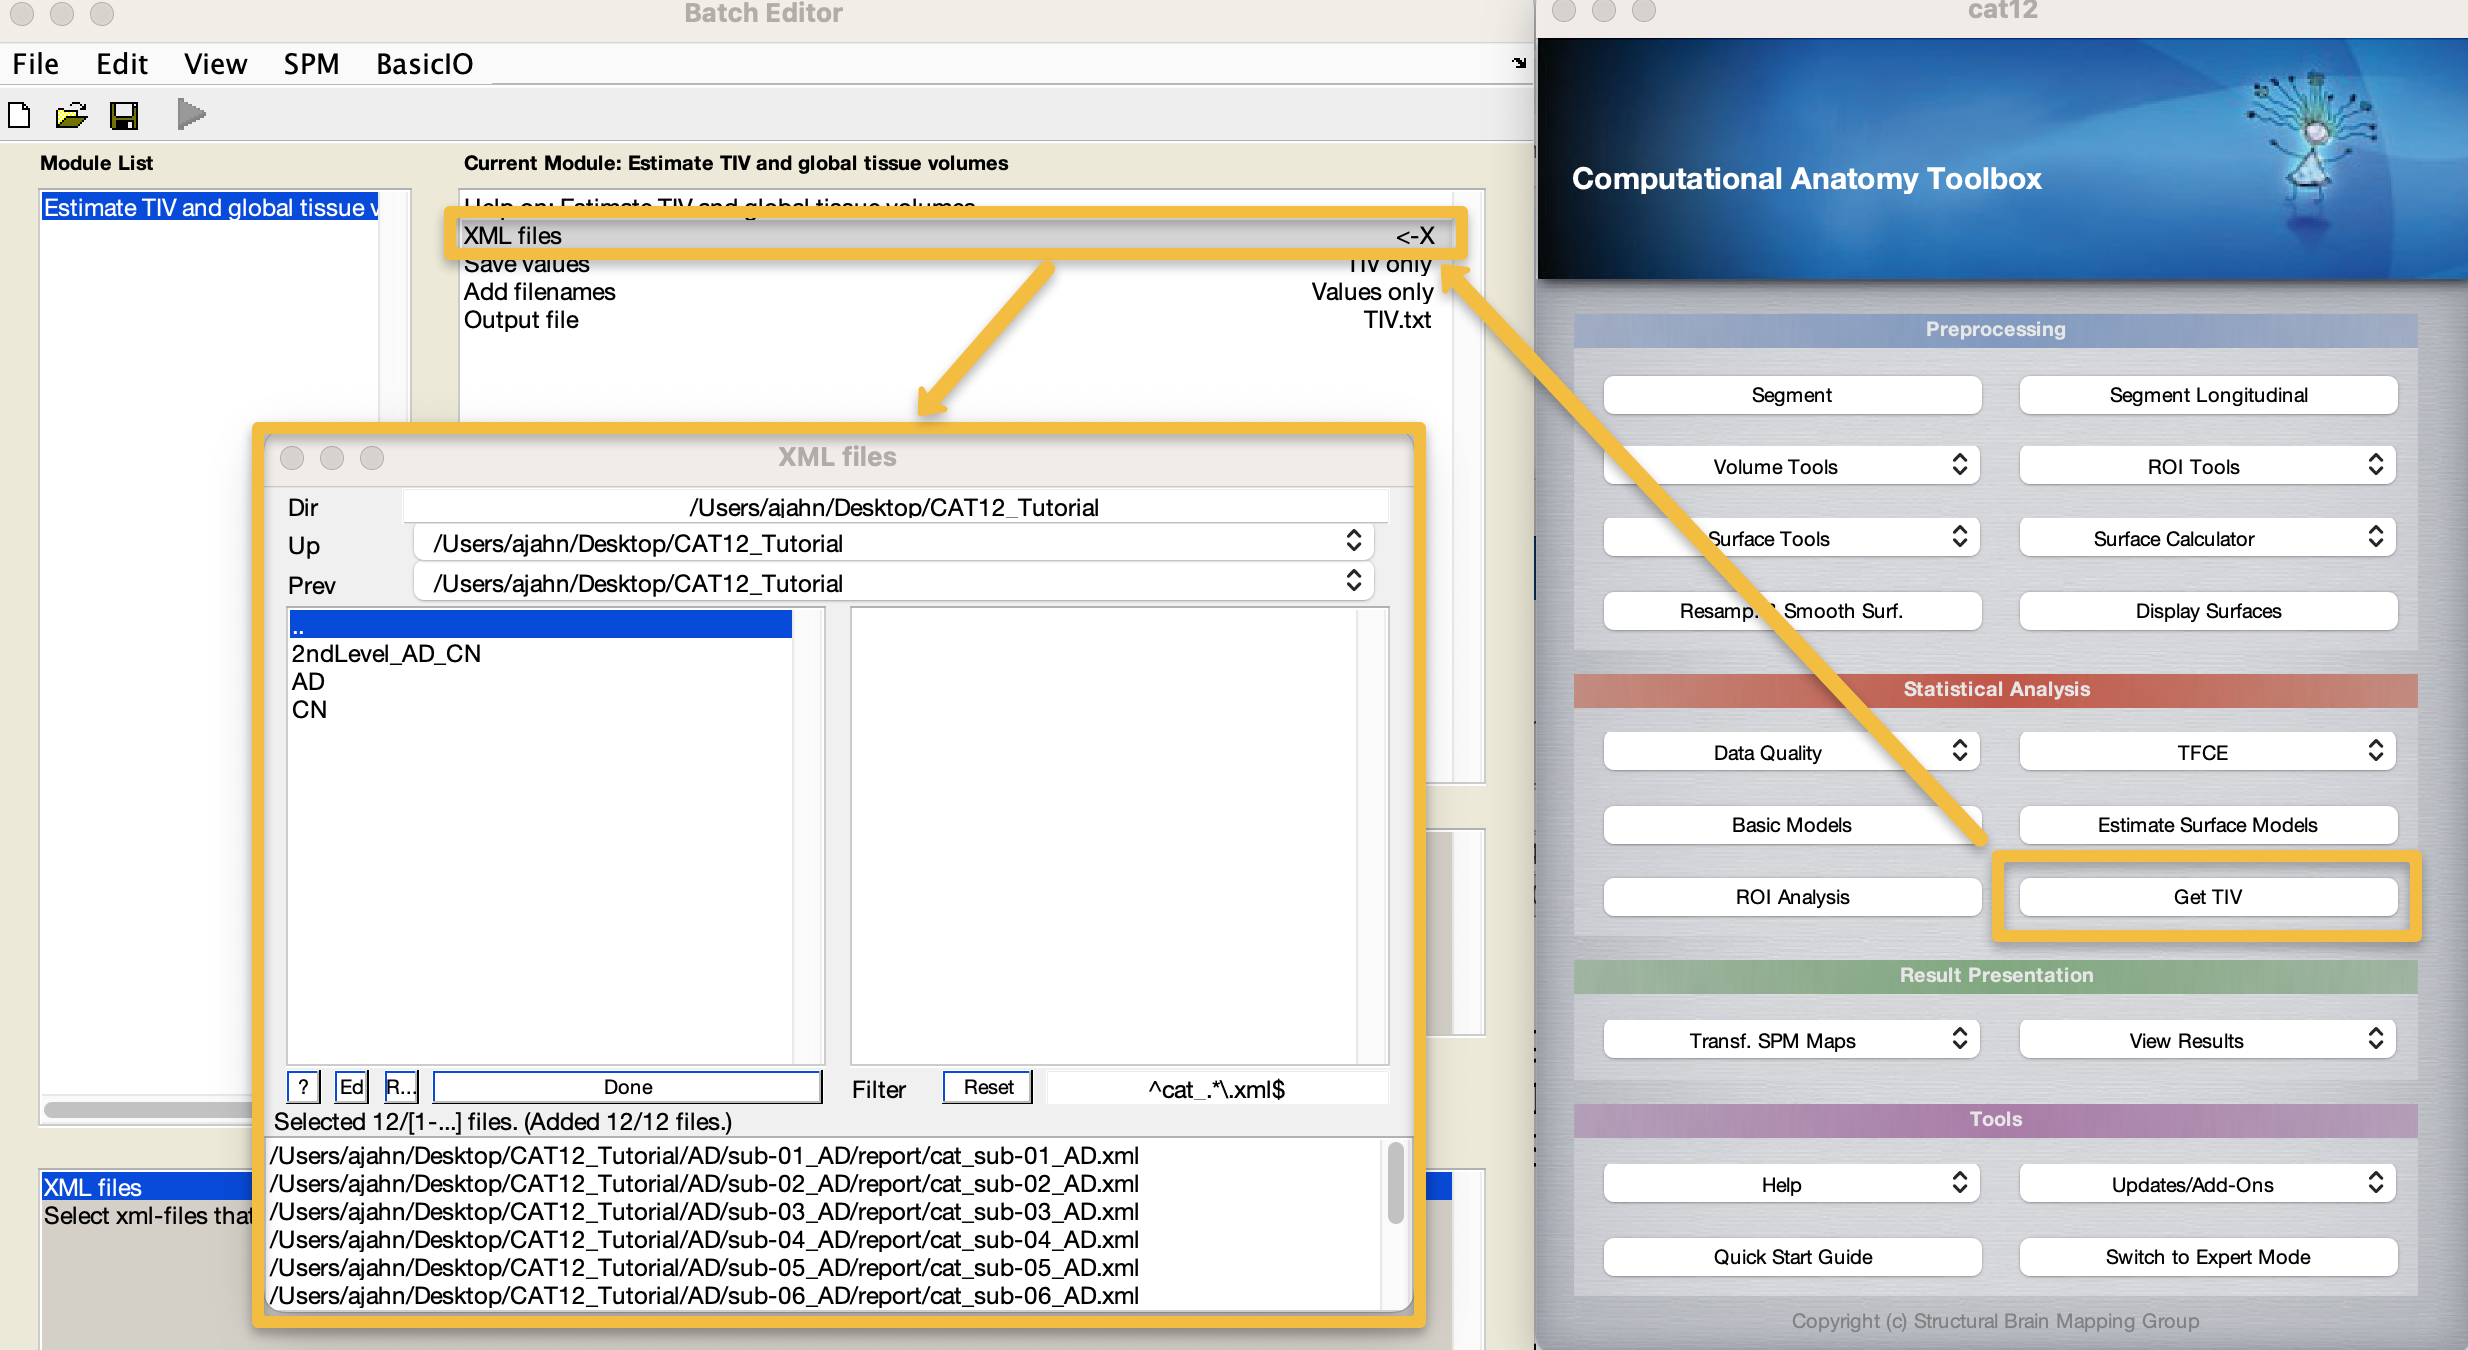 Batch Editor
File Edit View SPM BasicIO
Module List
Estimate TIV and global tissue v
Current Module: Estimate TIV and global tissue volumes
Help on: Estimate TIV and global tissue volumes
XML files <-X
Save values TIV only
Add filenames Values only
Output file TIV.txt
XML files
Dir /Users/ajahn/Desktop/CAT12_Tutorial
Up /Users/ajahn/Desktop/CAT12_Tutorial
Prev /Users/ajahn/Desktop/CAT12_Tutorial
..
2ndLevel_AD_CN
AD
CN
? Ed R... Done Filter Reset ^cat_.*\.xml$
Selected 12/[1-...] files. (Added 12/12 files.)
/Users/ajahn/Desktop/CAT12_Tutorial/AD/sub-01_AD/report/cat_sub-01_AD.xml
/Users/ajahn/Desktop/CAT12_Tutorial/AD/sub-02_AD/report/cat_sub-02_AD.xml
/Users/ajahn/Desktop/CAT12_Tutorial/AD/sub-03_AD/report/cat_sub-03_AD.xml
/Users/ajahn/Desktop/CAT12_Tutorial/AD/sub-04_AD/report/cat_sub-04_AD.xml
/Users/ajahn/Desktop/CAT12_Tutorial/AD/sub-05_AD/report/cat_sub-05_AD.xml
/Users/ajahn/Desktop/CAT12_Tutorial/AD/sub-06_AD/report/cat_sub-06_AD.xml
XML files
Select xml-files that
cat12
Computational Anatomy Toolbox
Preprocessing
Segment Segment Longitudinal
Volume Tools ROI Tools
Surface Tools Surface Calculator
Resamp. Smooth Surf. Display Surfaces
Statistical Analysis
Data Quality TFCE
Basic Models Estimate Surface Models
ROI Analysis Get TIV
Result Presentation
Transf. SPM Maps View Results
Tools
Help Updates/Add-Ons
Quick Start Guide Switch to Expert Mode
Copyright (c) Structural Brain Mapping Group